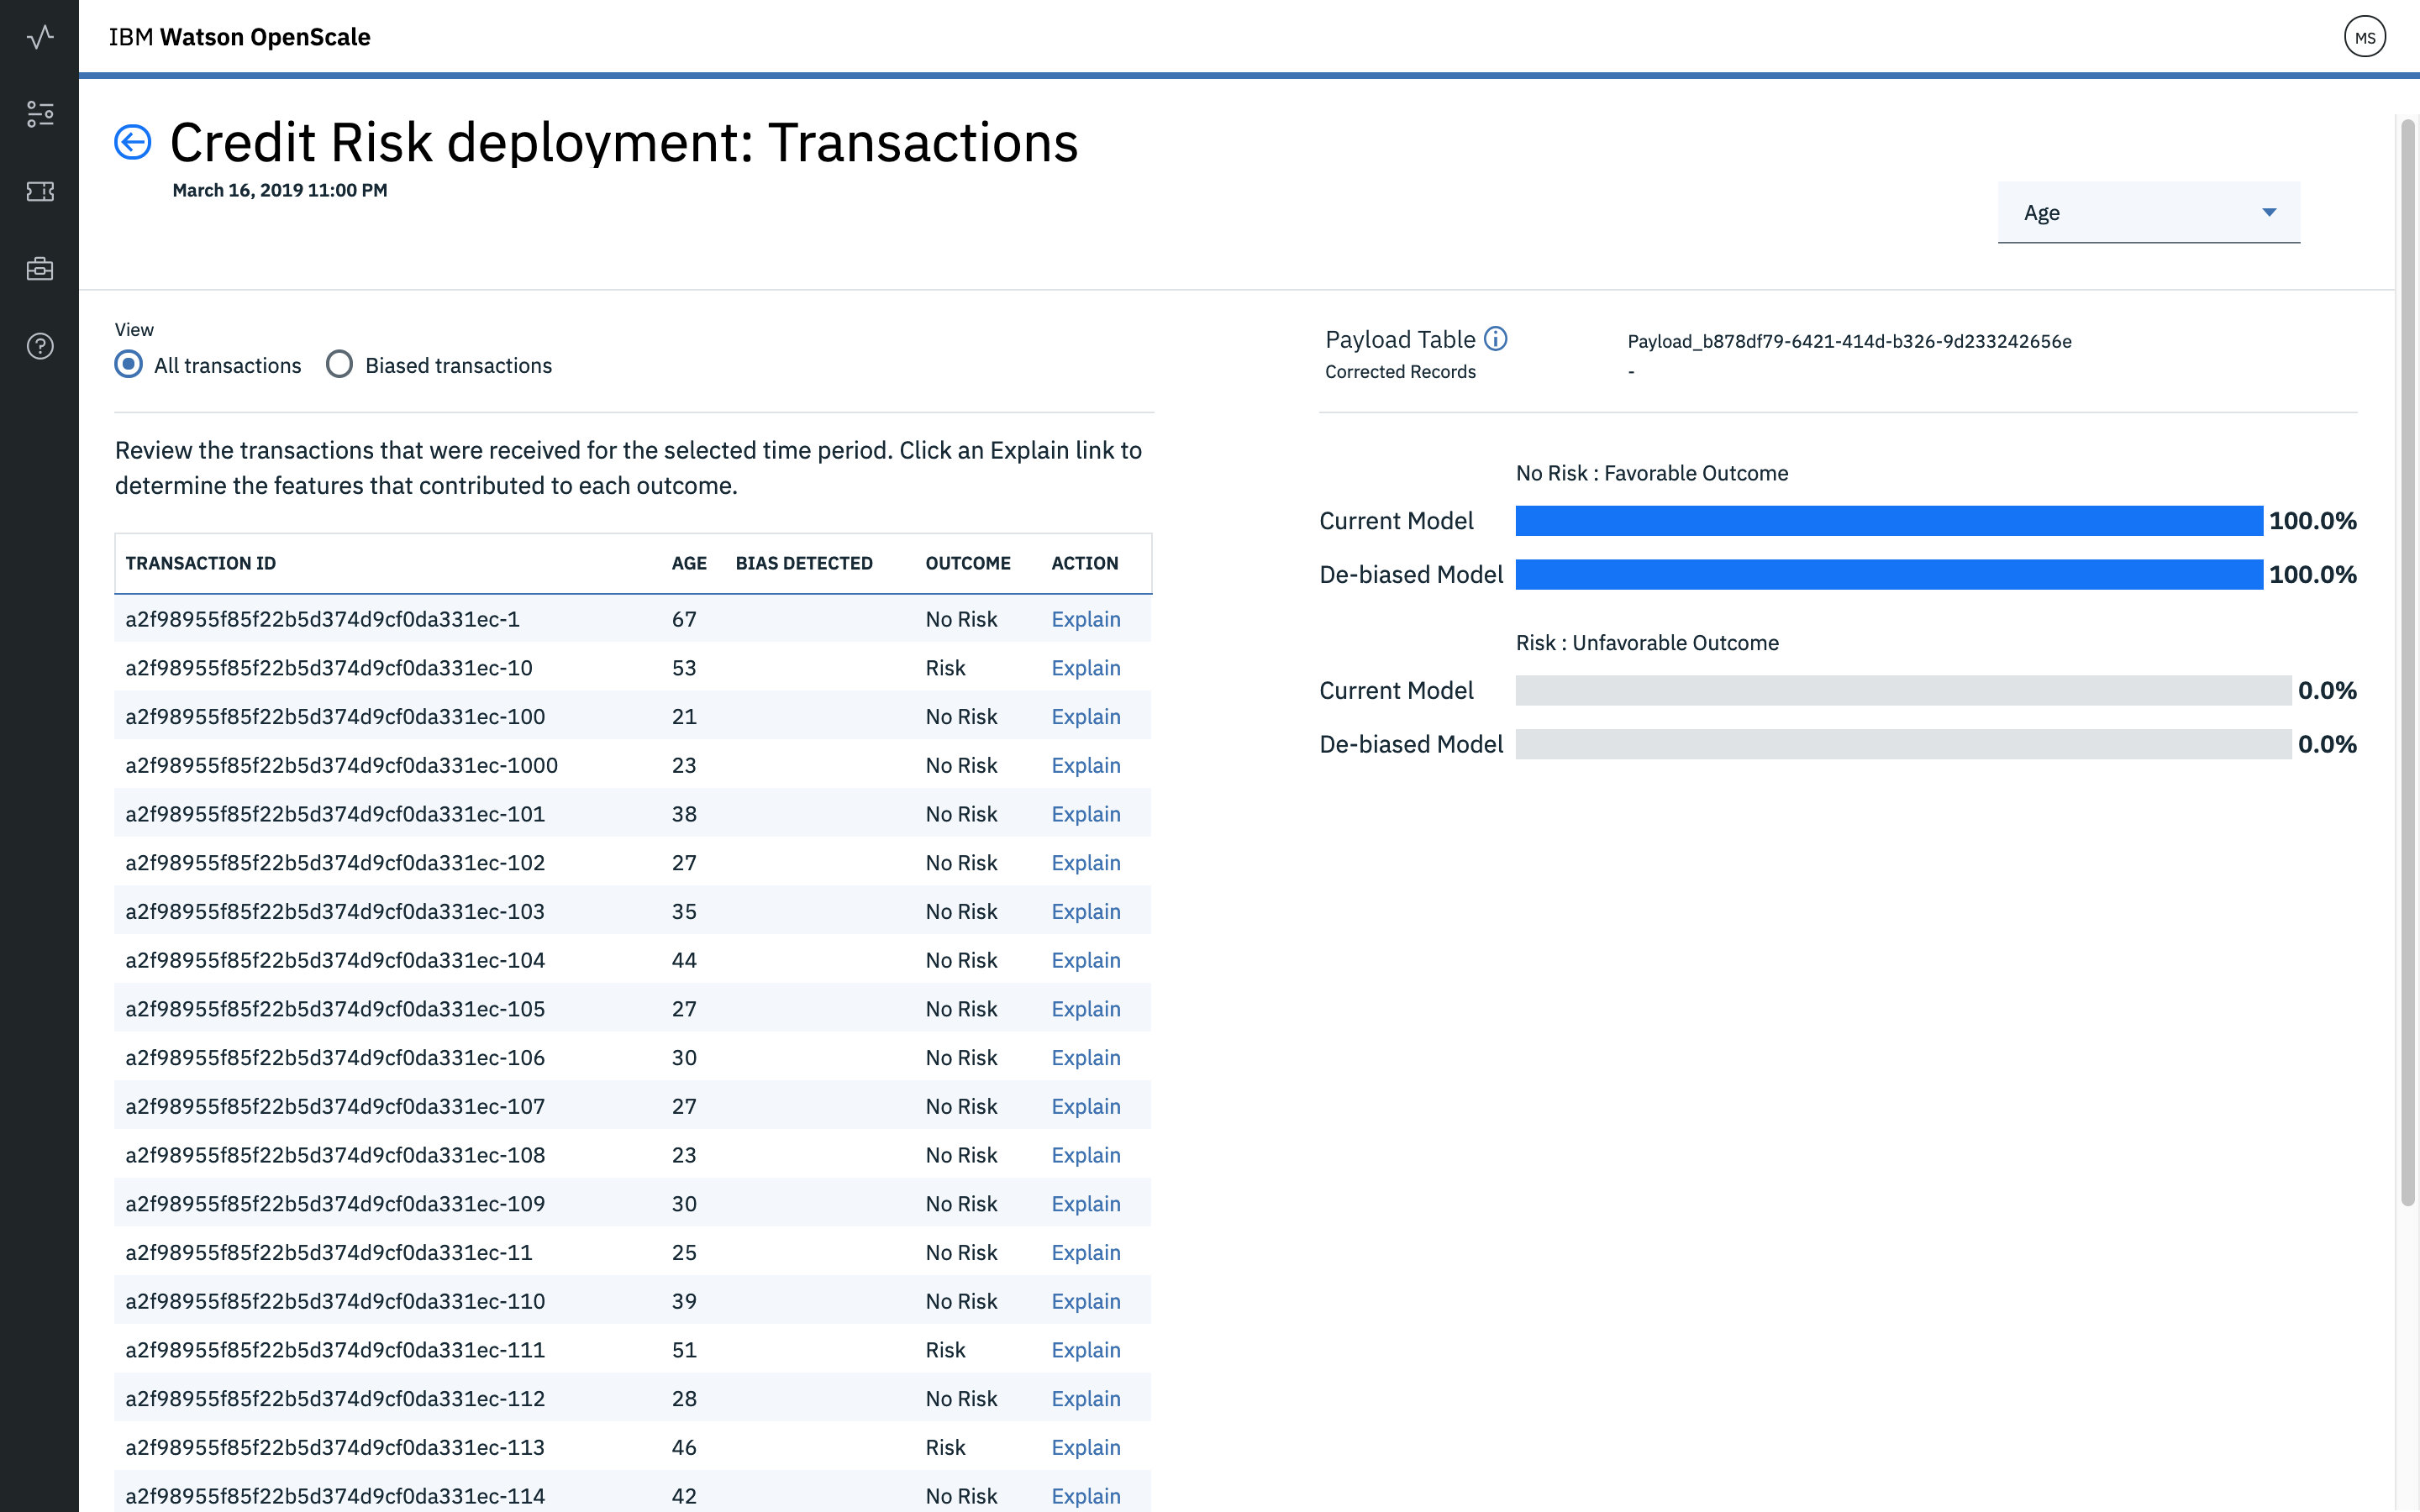 IBM Watson OpenScale
MS
Credit Risk deployment: Transactions
March 16, 2019 11:00 PM
Age
View
All transactions Biased transactions
Payload Table Payload_b878df79-6421-414d-b326-9d233242656e
Corrected Records -
Review the transactions that were received for the selected time period. Click an Explain link to
determine the features that contributed to each outcome.
TRANSACTION ID AGE BIAS DETECTED OUTCOME ACTION
a2f98955f85f22b5d374d9cf0da331ec-1 67 No Risk Explain
a2f98955f85f22b5d374d9cf0da331ec-10 53 Risk Explain
a2f98955f85f22b5d374d9cf0da331ec-100 21 No Risk Explain
a2f98955f85f22b5d374d9cf0da331ec-1000 23 No Risk Explain
a2f98955f85f22b5d374d9cf0da331ec-101 38 No Risk Explain
a2f98955f85f22b5d374d9cf0da331ec-102 27 No Risk Explain
a2f98955f85f22b5d374d9cf0da331ec-103 35 No Risk Explain
a2f98955f85f22b5d374d9cf0da331ec-104 44 No Risk Explain
a2f98955f85f22b5d374d9cf0da331ec-105 27 No Risk Explain
a2f98955f85f22b5d374d9cf0da331ec-106 30 No Risk Explain
a2f98955f85f22b5d374d9cf0da331ec-107 27 No Risk Explain
a2f98955f85f22b5d374d9cf0da331ec-108 23 No Risk Explain
a2f98955f85f22b5d374d9cf0da331ec-109 30 No Risk Explain
a2f98955f85f22b5d374d9cf0da331ec-11 25 No Risk Explain
a2f98955f85f22b5d374d9cf0da331ec-110 39 No Risk Explain
a2f98955f85f22b5d374d9cf0da331ec-111 51 Risk Explain
a2f98955f85f22b5d374d9cf0da331ec-112 28 No Risk Explain
a2f98955f85f22b5d374d9cf0da331ec-113 46 Risk Explain
a2f98955f85f22b5d374d9cf0da331ec-114 42 No Risk Explain
No Risk : Favorable Outcome
Current Model 100.0%
De-biased Model 100.0%
Risk : Unfavorable Outcome
Current Model 0.0%
De-biased Model 0.0%